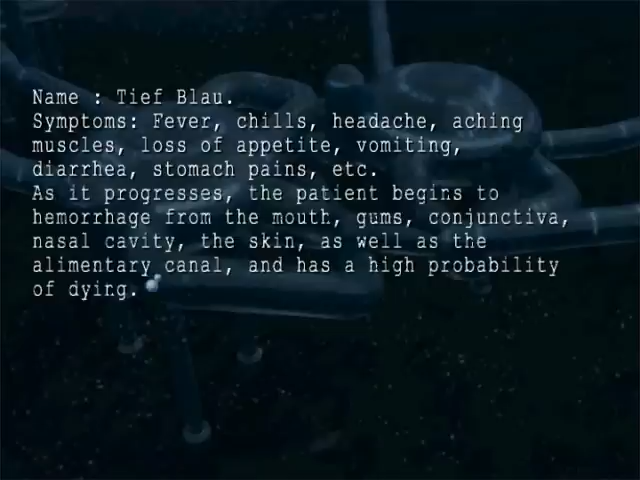 Name : Tief Blau.
Symptoms: Fever, chills, headache, aching
muscles, loss of appetite, vomiting,
diarrhea, stomach pains, etc.
As it progresses, the patient begins to
hemorrhage from the mouth, gums, conjunctiva,
nasal cavity, the skin, as well as the
alimentary canal, and has a high probability
of dying.